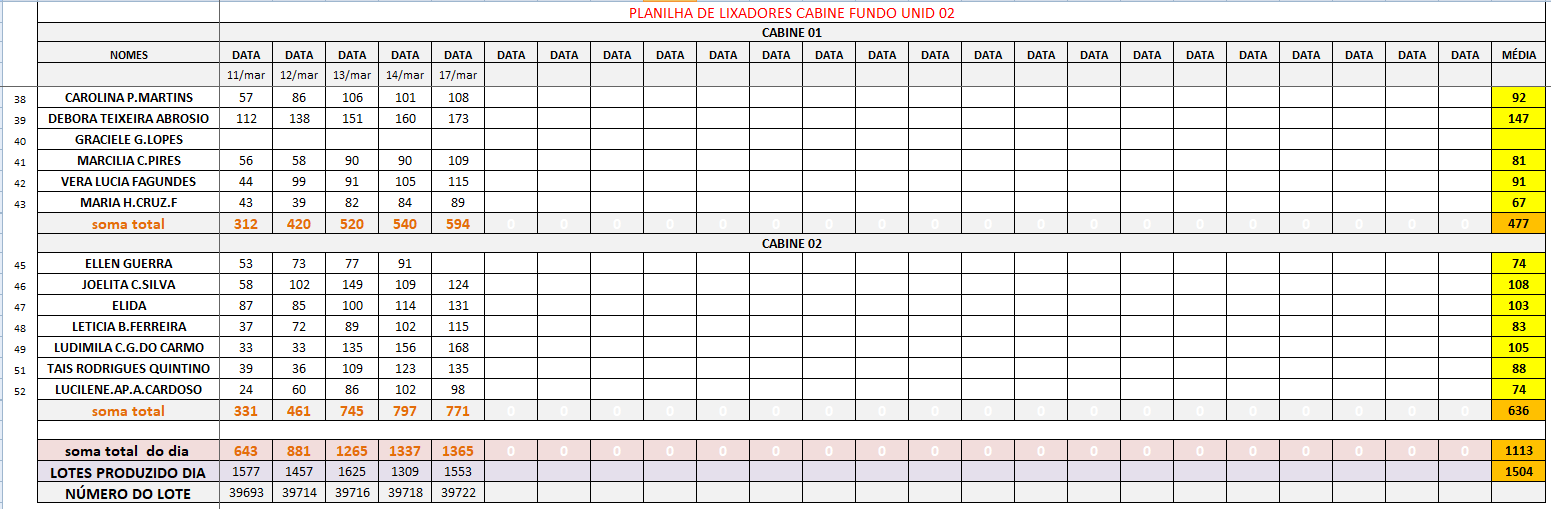 PLANILHA DE LIXADORES CABINE FUNDO UNID 02
CABINE 01
NOMES DATA DATA DATA DATA DATA DATA DATA DATA DATA DATA DATA DATA DATA DATA DATA DATA DATA DATA DATA DATA DATA DATA DATA DATA MÉDIA
11/mar 12/mar 13/mar 14/mar 17/mar
38 CAROLINA P.MARTINS 57 86 106 101 108 92
39 DEBORA TEIXEIRA ABROSIO 112 138 151 160 173 147
40 GRACIELE G.LOPES
41 MARCILIA C.PIRES 56 58 90 90 109 81
42 VERA LUCIA FAGUNDES 44 99 91 105 115 91
43 MARIA H.CRUZ.F 43 39 82 84 89 67
soma total 312 420 520 540 594 0 0 0 0 0 0 0 0 0 0 0 0 0 0 0 0 0 0 0 477
CABINE 02
45 ELLEN GUERRA 53 73 77 91 74
46 JOELITA C.SILVA 58 102 149 109 124 108
47 ELIDA 87 85 100 114 131 103
48 LETICIA B.FERREIRA 37 72 89 102 115 83
49 LUDIMILA C.G.DO CARMO 33 33 135 156 168 105
51 TAIS RODRIGUES QUINTINO 39 36 109 123 135 88
52 LUCILENE.AP.A.CARDOSO 24 60 86 102 98 74
soma total 331 461 745 797 771 0 0 0 0 0 0 0 0 0 0 0 0 0 0 0 0 0 0 0 636
soma total do dia 643 881 1265 1337 1365 0 0 0 0 0 0 0 0 0 0 0 0 0 0 0 0 0 0 0 1113
LOTES PRODUZIDO DIA 1577 1457 1625 1309 1553 1504
NÚMERO DO LOTE 39693 39714 39716 39718 39722